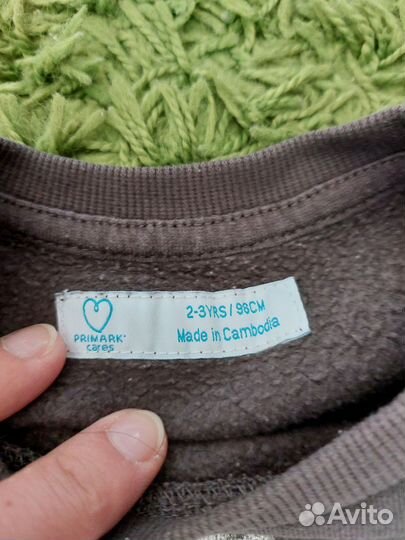 PRIMARK
cares
2-3YRS / 98CM
Made in Cambodia
Avito